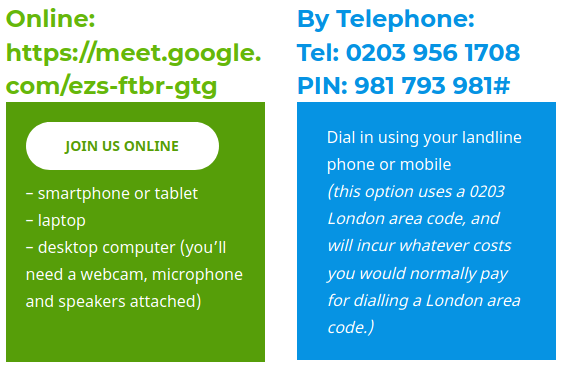 Online:
https://meet.google.
com/ezs-ftbr-gtg
JOIN US ONLINE
– smartphone or tablet
– laptop
– desktop computer (you’ll
need a webcam, microphone
and speakers attached)
By Telephone:
Tel: 0203 956 1708
PIN: 981 793 981#
Dial in using your landline
phone or mobile
(this option uses a 0203
London area code, and
will incur whatever costs
you would normally pay
for dialling a London area
code.)